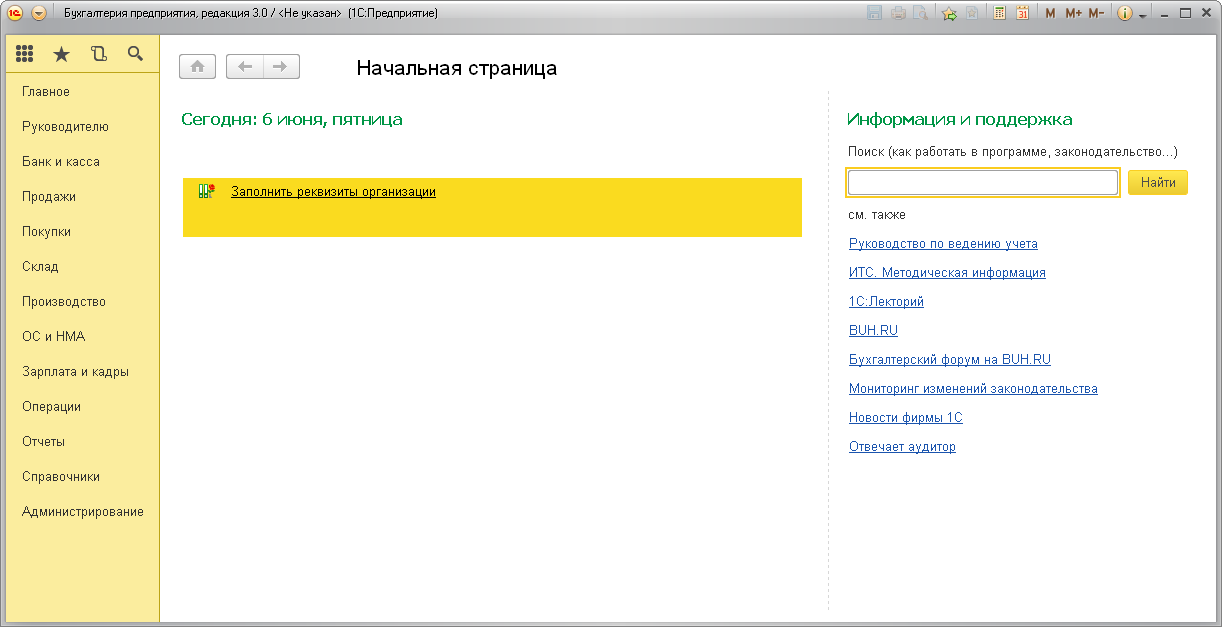 Бухгалтерия предприятия, редакция 3.0 / <Не указан> (1С:Предприятие)
M M+ M-
Главное
Руководителю
Банк и касса
Продажи
Покупки
Склад
Производство
ОС и НМА
Зарплата и кадры
Операции
Отчеты
Справочники
Администрирование
Начальная страница
Сегодня: 6 июня, пятница
Заполнить реквизиты организации
Информация и поддержка
Поиск (как работать в программе, законодательство...)
Найти
см. также
Руководство по ведению учета
ИТС. Методическая информация
1С:Лекторий
BUH.RU
Бухгалтерский форум на BUH.RU
Мониторинг изменений законодательства
Новости фирмы 1С
Отвечает аудитор